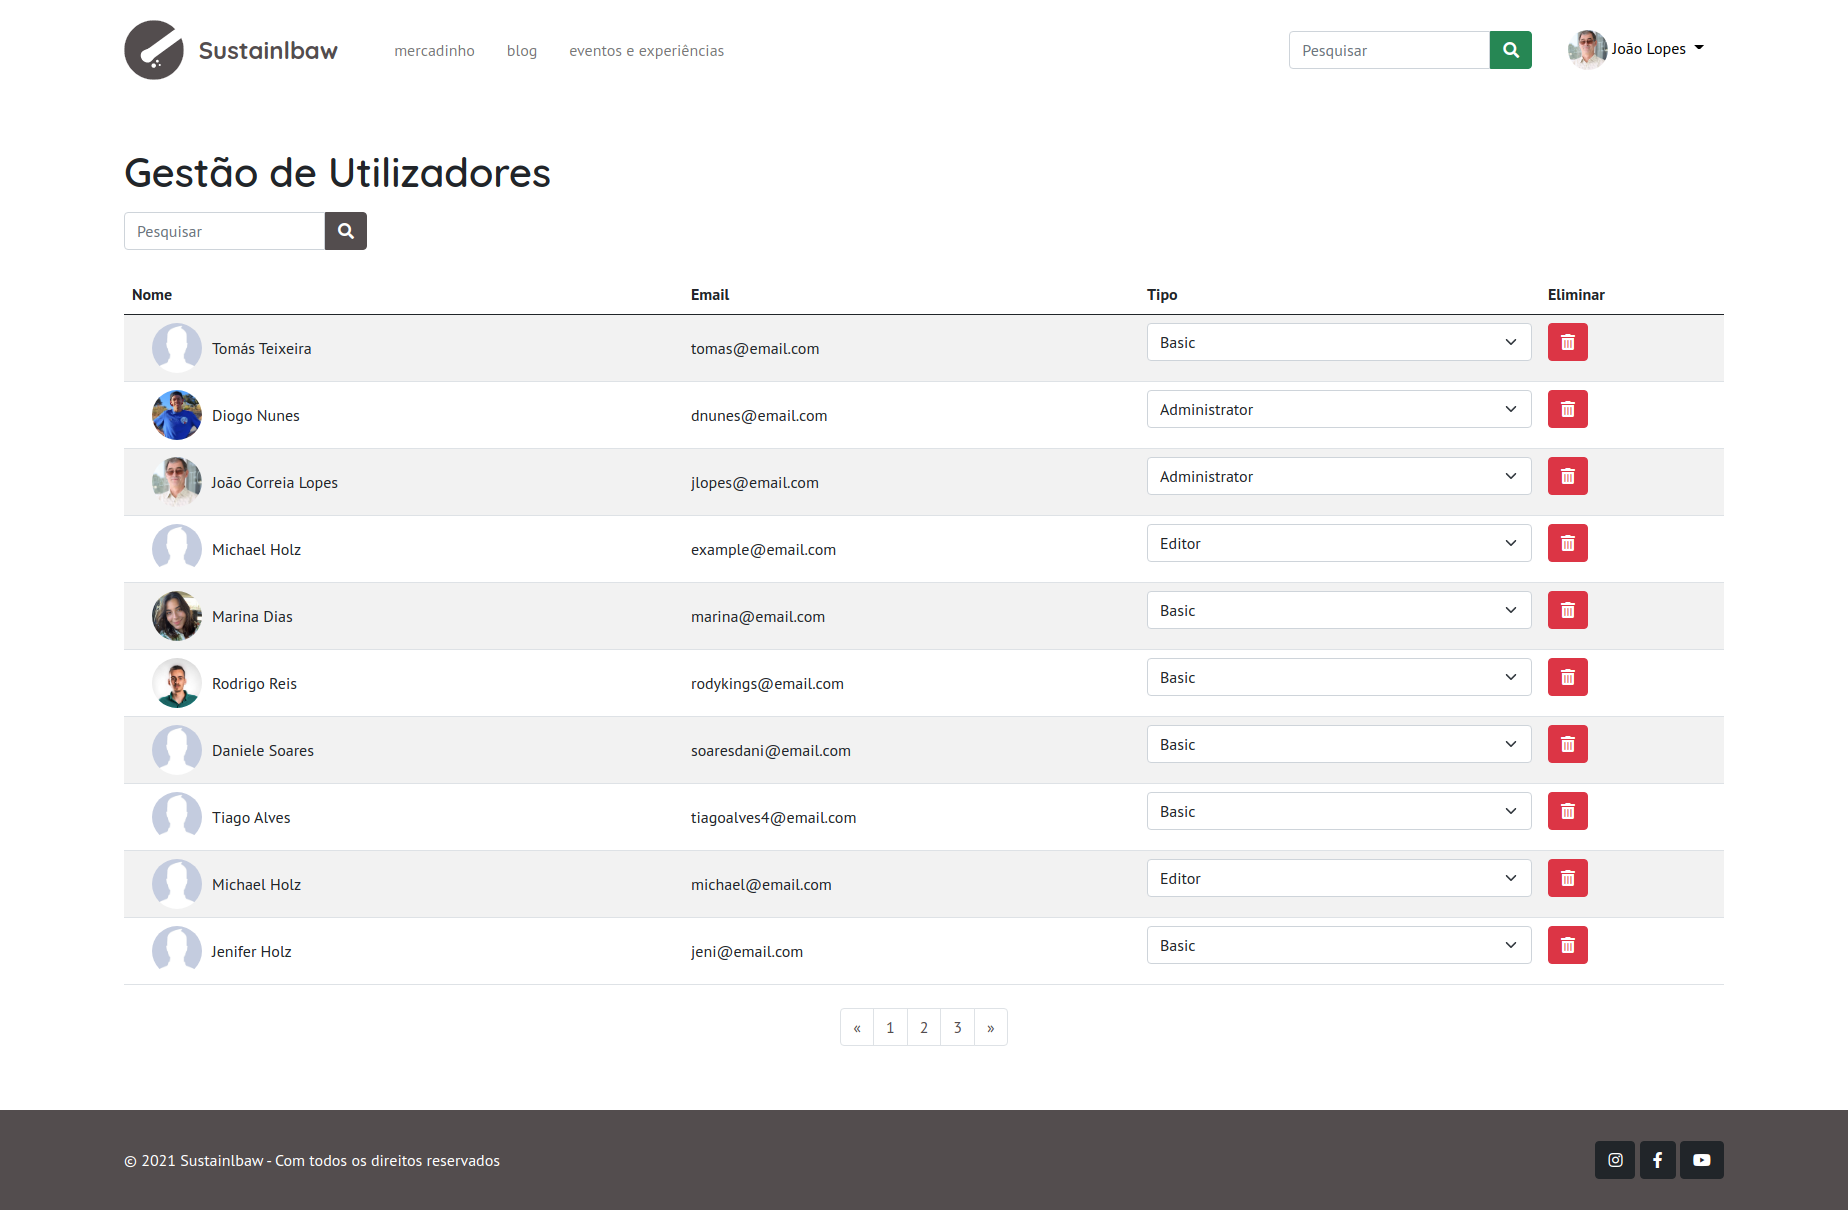 Sustainlbaw mercadinho blog eventos e experiências Pesquisar João Lopes
Gestão de Utilizadores
Pesquisar
Nome Email Tipo Eliminar
Tomás Teixeira tomas@email.com Basic
Diogo Nunes dnunes@email.com Administrator
João Correia Lopes jlopes@email.com Administrator
Michael Holz example@email.com Editor
Marina Dias marina@email.com Basic
Rodrigo Reis rodykings@email.com Basic
Daniele Soares soaresdani@email.com Basic
Tiago Alves tiagoalves4@email.com Basic
Michael Holz michael@email.com Editor
Jenifer Holz jeni@email.com Basic
« 1 2 3 »
© 2021 Sustainlbaw - Com todos os direitos reservados